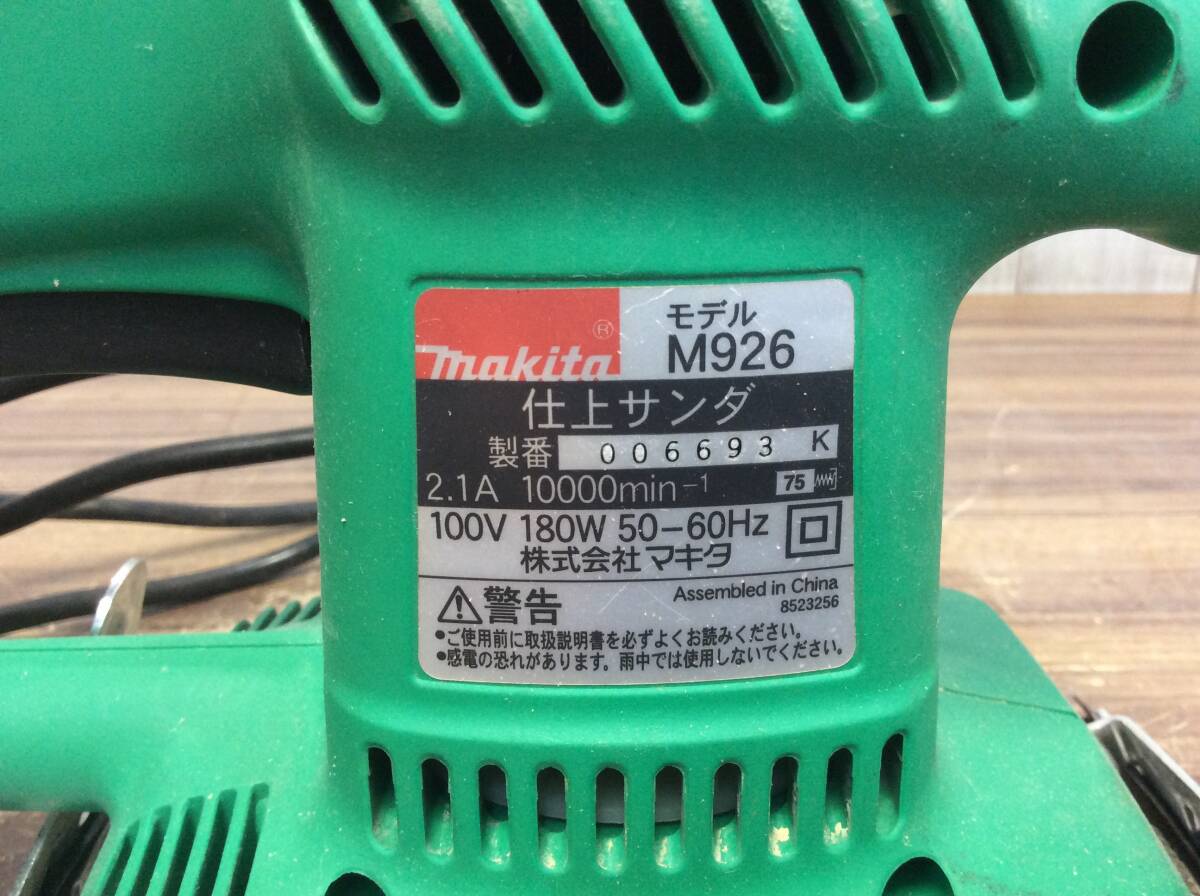 makita®
モデル
M926
仕上サンダ
製番 006693 K
2.1A 10000min⁻¹ 75
100V 180W 50-60Hz
株式会社 マキタ
Assembled in China
8523256
⚠警告
•ご使用前に取扱説明書を必ずよくお読みください。
•感電の恐れがあります。雨中では使用しないでください。